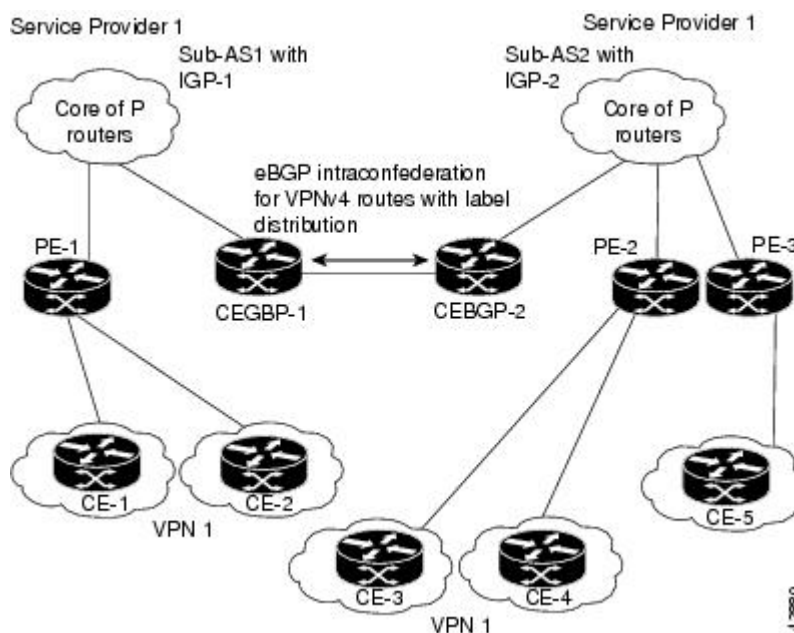 Service Provider 1
Service Provider 1
Sub-AS1 with
IGP-1
Sub-AS2 with
IGP-2
Core of P
routers
Core of P
routers
eBGP intraconfederation
for VPNv4 routes with label
distribution
PE-1
PE-2
PE-3
CEGBP-1
CEBGP-2
CE-1
CE-2
VPN 1
CE-5
CE-3
CE-4
VPN 1